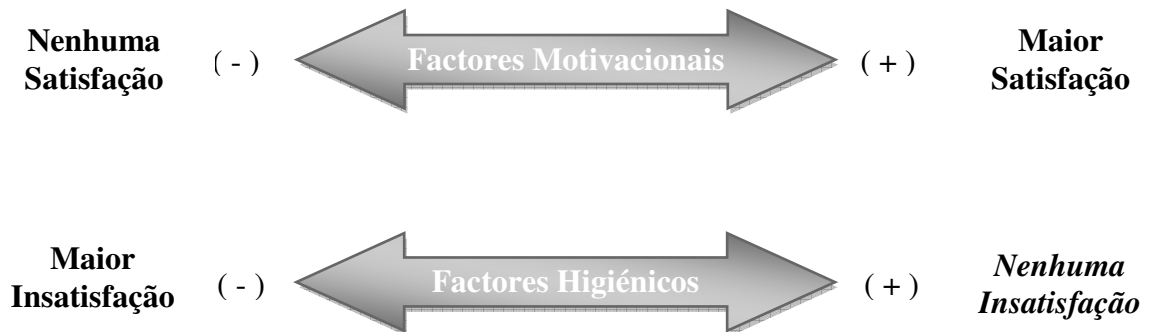 Nenhuma
Satisfação
( - )
Factores Motivacionais
( + )
Maior
Satisfação
Maior
Insatisfação
( - )
Factores Higiénicos
( + )
Nenhuma
Insatisfação